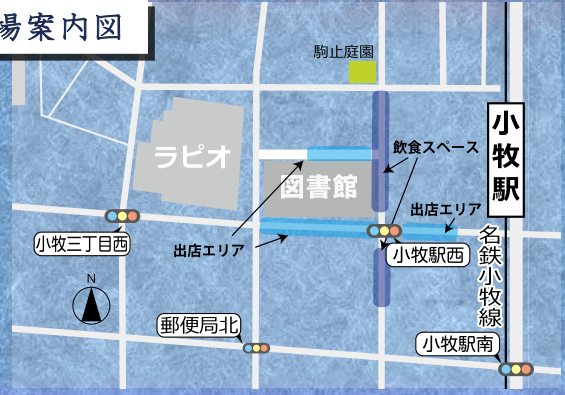 場案内図
駒止庭園
小牧駅
ラピオ
飲食スペース
図書館
出店エリア
小牧三丁目西
出店エリア
小牧駅西
名鉄小牧線
N
郵便局北
小牧駅南